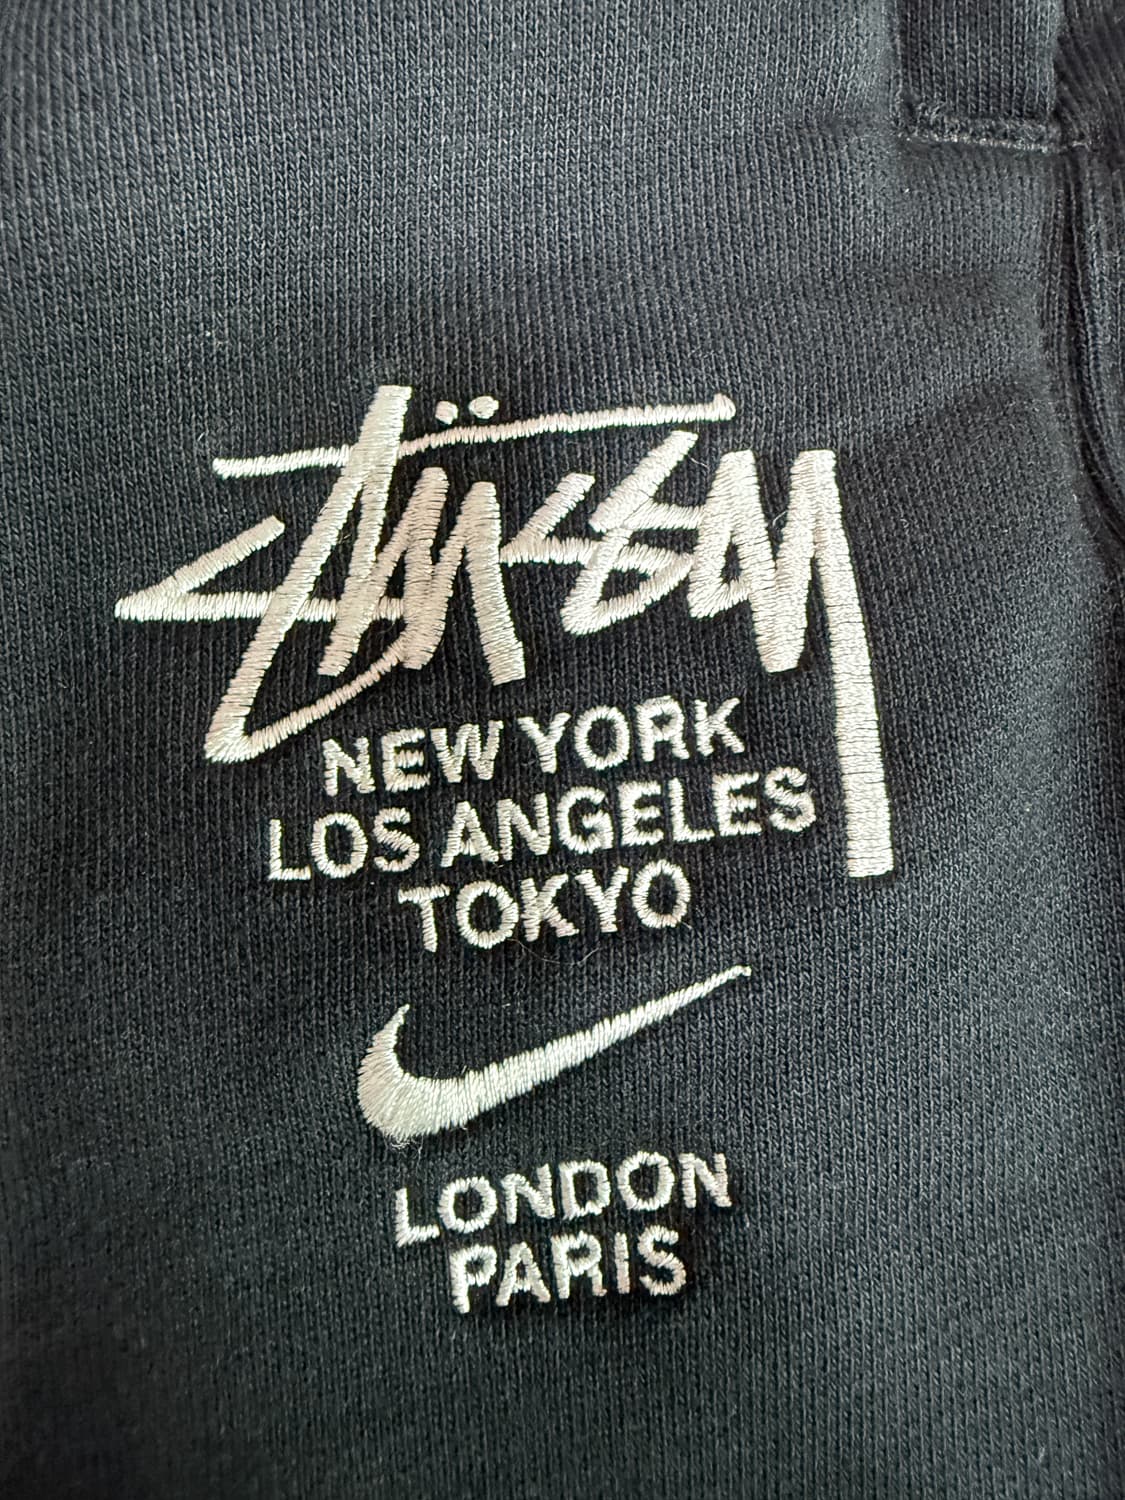 Stüssy
NEW YORK
LOS ANGELES
TOKYO
LONDON
PARIS